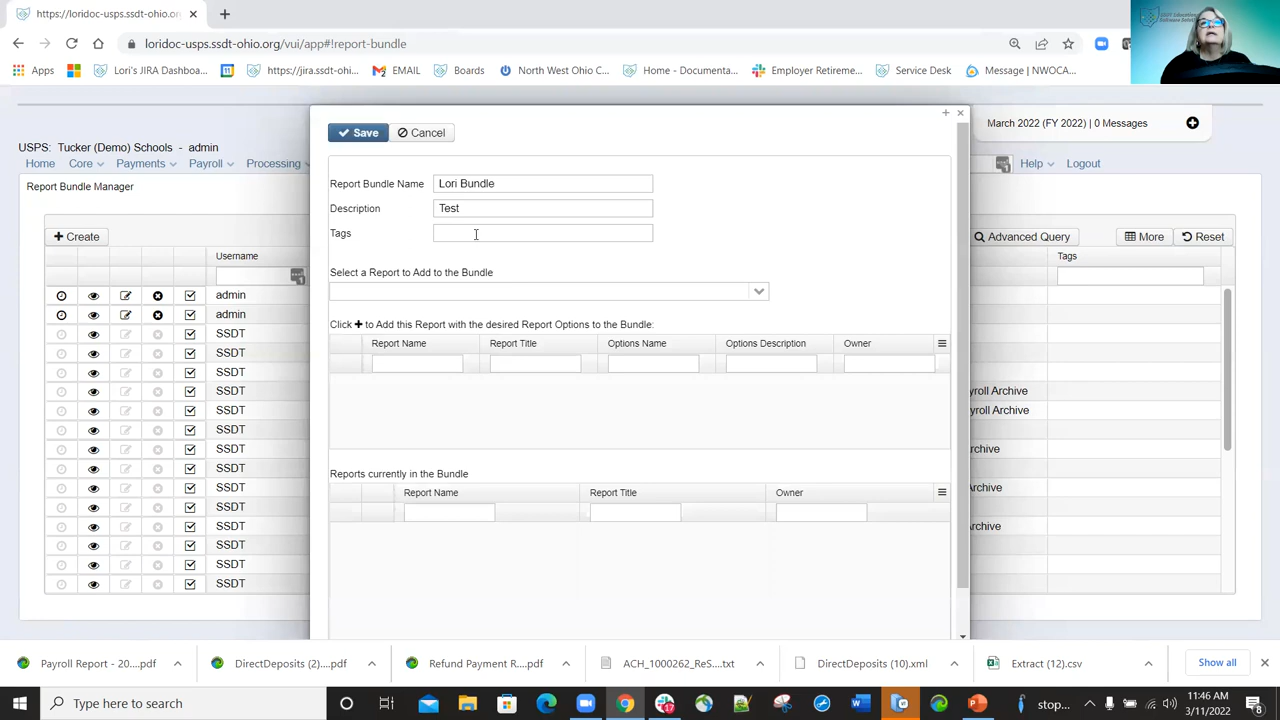 https://loridoc-usps.ssdt-ohio.org/
loridoc-usps.ssdt-ohio.org/vui/app#!report-bundle
Apps
Lori's JIRA Dashboa...
https://jira.ssdt-ohi...
EMAIL
Boards
North West Ohio C...
Home - Documenta...
Employer Retireme...
Service Desk
Message | NWOCA...
USPS: Tucker (Demo) Schools - admin
March 2022 (FY 2022) | 0 Messages
Home Core Payments Payroll Processing Help Logout
Report Bundle Manager
Create
Advanced Query More Reset
Username
Tags
admin
admin
SSDT
SSDT
SSDT
SSDT
yroll Archive
SSDT
yroll Archive
SSDT
SSDT
rchive
SSDT
SSDT
rchive
SSDT
SSDT
rchive
SSDT
SSDT
SSDT
Save Cancel
Report Bundle Name Lori Bundle
Description Test
Tags
Select a Report to Add to the Bundle
Click + to Add this Report with the desired Report Options to the Bundle:
Report Name Report Title Options Name Options Description Owner
Reports currently in the Bundle
Report Name Report Title Owner
Payroll Report - 20....pdf
DirectDeposits (2)....pdf
Refund Payment R....pdf
ACH_1000262_ReS....txt
DirectDeposits (10).xml
Extract (12).csv
Show all
Type here to search
17
stop...
11:46 AM
3/11/2022